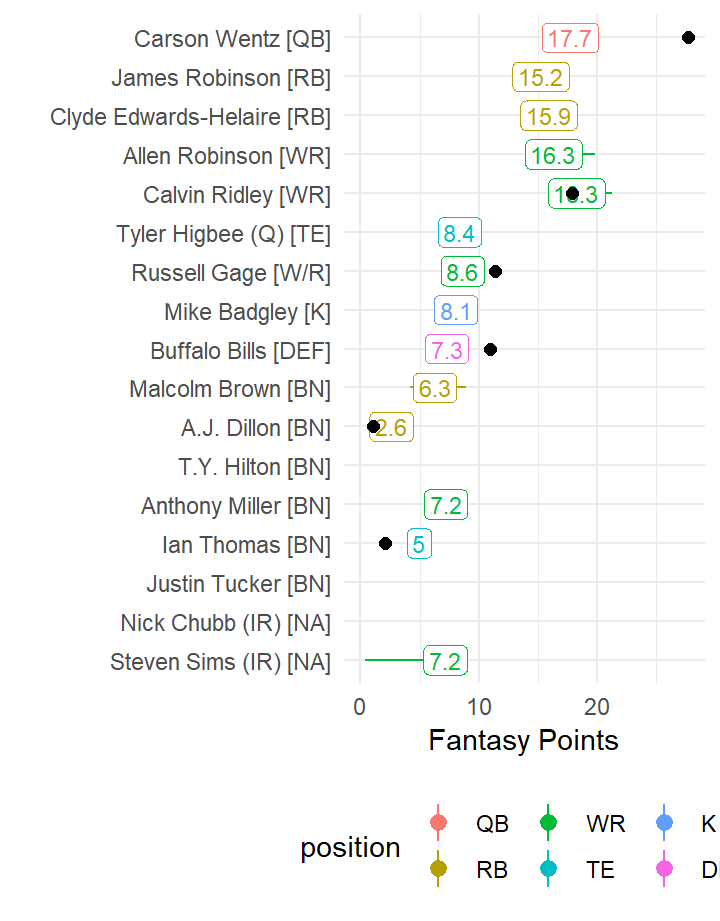 Carson Wentz [QB] 17.7
James Robinson [RB] 15.2
Clyde Edwards-Helaire [RB] 15.9
Allen Robinson [WR] 16.3
Calvin Ridley [WR]
Tyler Higbee (Q) [TE] 8.4
Russell Gage [W/R] 8.6
Mike Badgley [K] 8.1
Buffalo Bills [DEF] 7.3
Malcolm Brown [BN] 6.3
A.J. Dillon [BN] 2.6
T.Y. Hilton [BN]
Anthony Miller [BN] 7.2
Ian Thomas [BN] 5
Justin Tucker [BN]
Nick Chubb (IR) [NA]
Steven Sims (IR) [NA] 7.2
0 10 20
Fantasy Points
position
QB WR K
RB TE